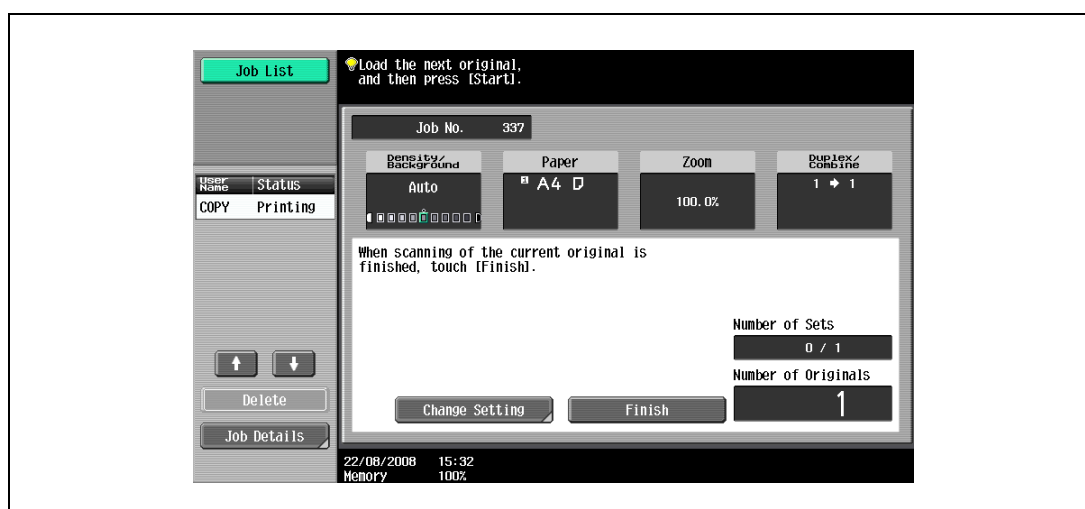 Job List
Load the next original,
and then press [Start].
Job No. 337
Density/
Background
Paper
Zoom
Duplex/
Combine
Auto
A4
100.0%
1 → 1
User
Name
Status
COPY Printing
When scanning of the current original is
finished, touch [Finish].
Number of Sets
0 / 1
Number of Originals
1
Delete
Change Setting
Finish
Job Details
22/08/2008 15:32
Memory 100%